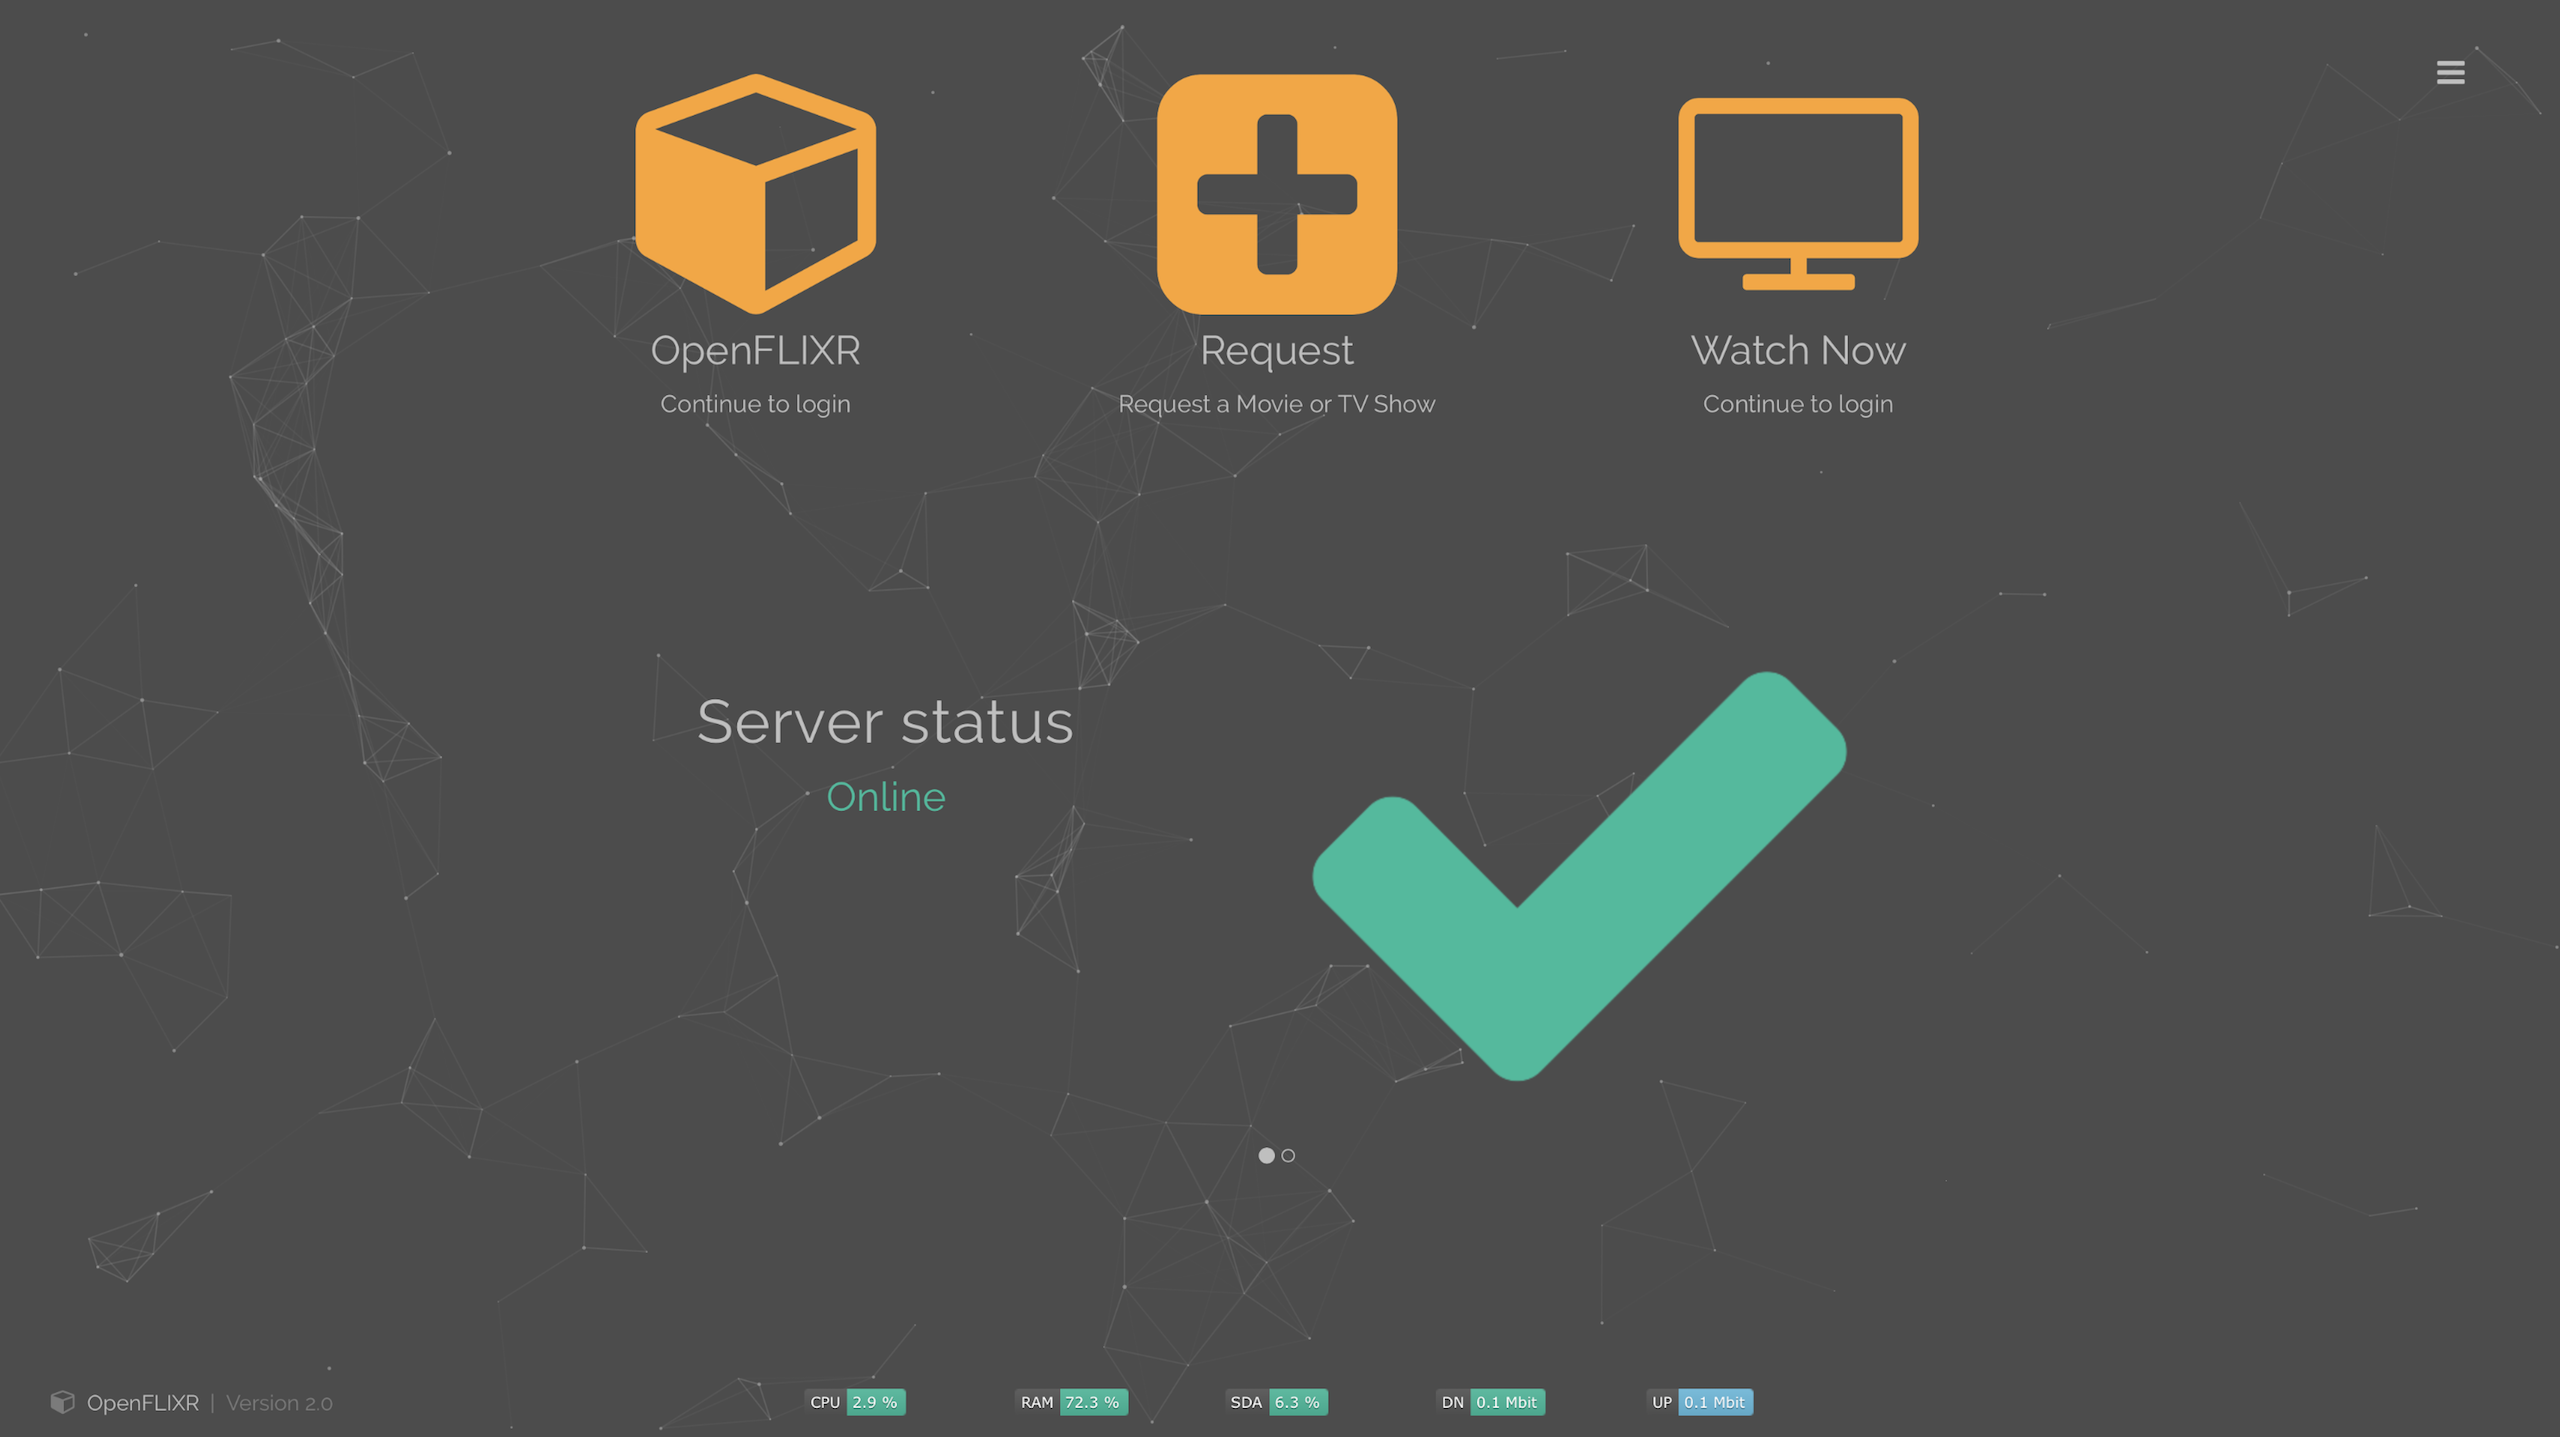 OpenFLIXR
Continue to login
Request
Request a Movie or TV Show
Watch Now
Continue to login
Server status
Online
OpenFLIXR | Version 2.0
CPU 2.9 %
RAM 72.3 %
SDA 6.3 %
DN 0.1 Mbit
UP 0.1 Mbit